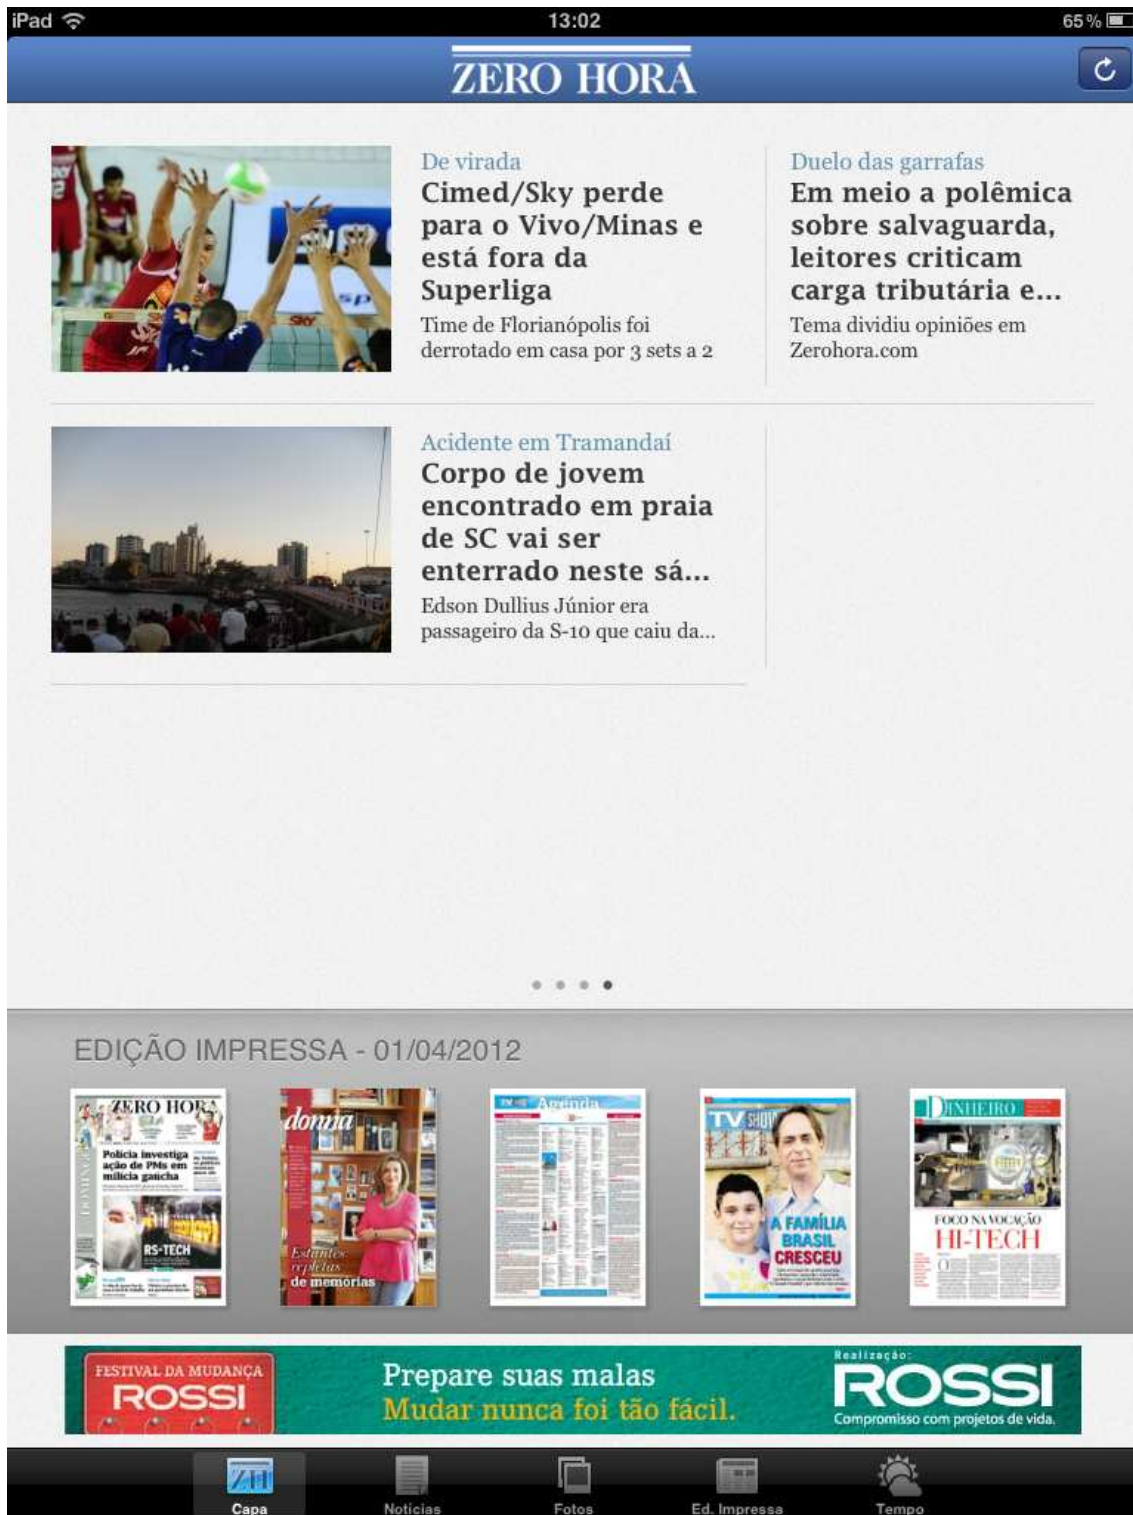 iPad
13:02
65%
ZERO HORA
De virada
Cimed/Sky perde
para o Vivo/Minas e
está fora da
Superliga
Time de Florianópolis foi
derrotado em casa por 3 sets a 2
Duelo das garrafas
Em meio a polêmica
sobre salvaguarda,
leitores criticam
carga tributária e...
Tema dividiu opiniões em
Zerohora.com
Acidente em Tramandaí
Corpo de jovem
encontrado em praia
de SC vai ser
enterrado neste sá...
Edson Dullius Júnior era
passageiro da S-10 que caiu da...
EDIÇÃO IMPRESSA - 01/04/2012
ZERO HORA
Polícia investiga
ação de PMs em
milícia gaúcha
RS-TECH
donna
Estantes
repletas
de memórias
Agenda
TV SHOW
A FAMÍLIA
BRASIL
CRESCEU
DINHEIRO
FOCO NA VOCAÇÃO
HI-TECH
FESTIVAL DA MUDANÇA
ROSSI
Prepare suas malas
Mudar nunca foi tão fácil.
Realização:
ROSSI
Compromisso com projetos de vida.
ZH
Capa
Notícias
Fotos
Ed. Impressa
Tempo